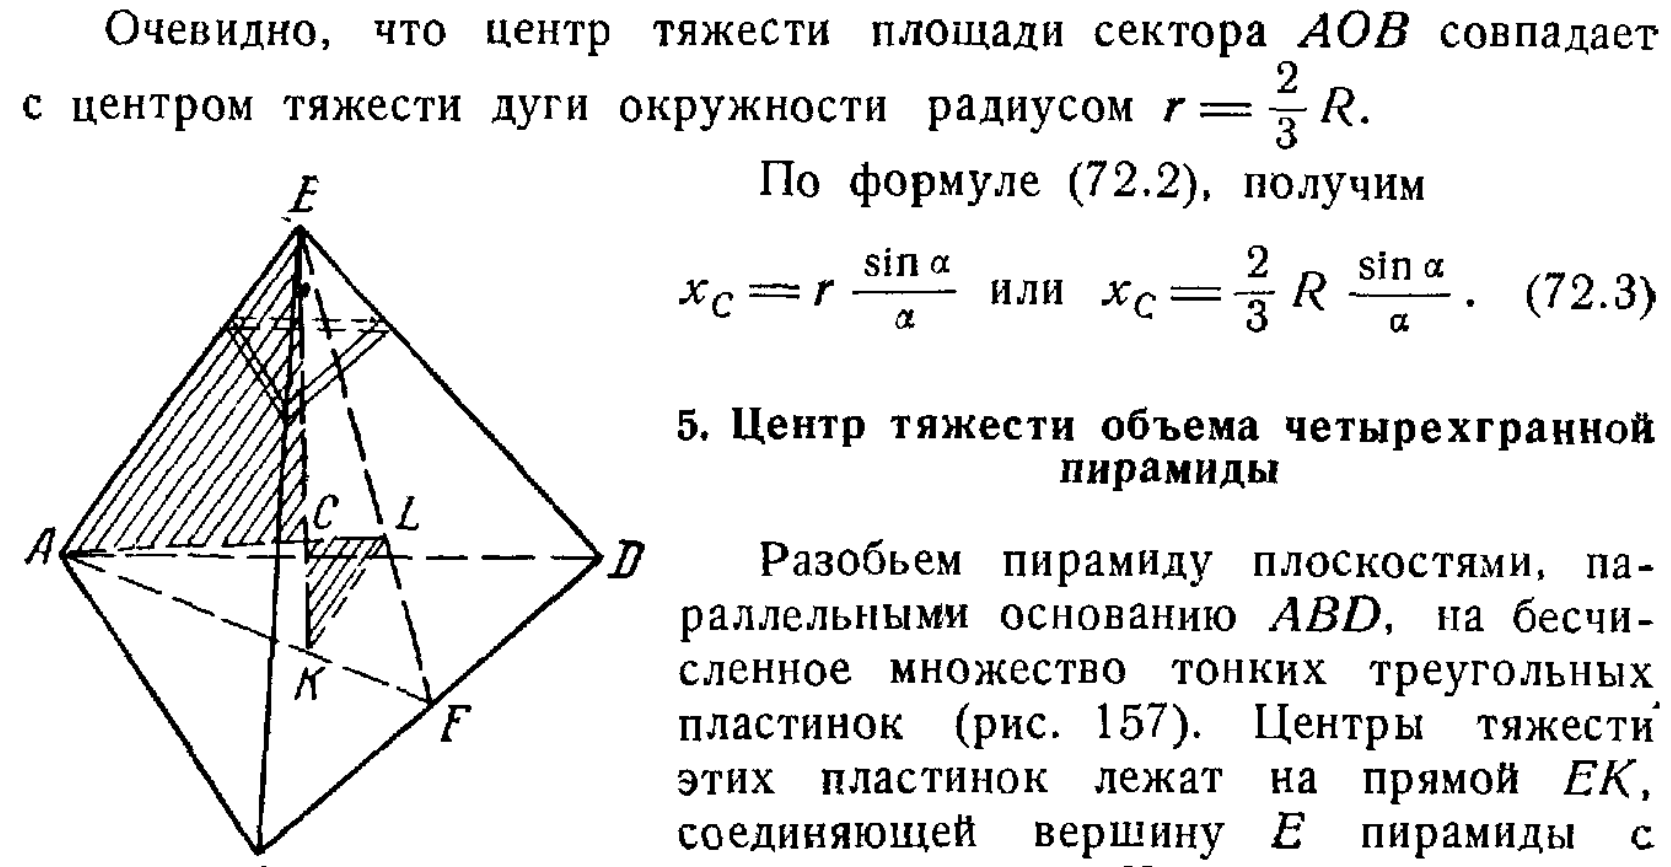 Очевидно, что центр тяжести площади сектора AOB совпадает
с центром тяжести дуги окружности радиусом r = 2/3 R.
По формуле (72.2), получим
x_C = r sin α / α или x_C = 2/3 R sin α / α . (72.3)
5. Центр тяжести объема четырехгранной
пирамиды
Разобьем пирамиду плоскостями, па-
раллельными основанию ABD, на бесчи-
сленное множество тонких треугольных
пластинок (рис. 157). Центры тяжести
этих пластинок лежат на прямой EK,
соединяющей вершину E пирамиды с
E
C
L
A
D
K
F